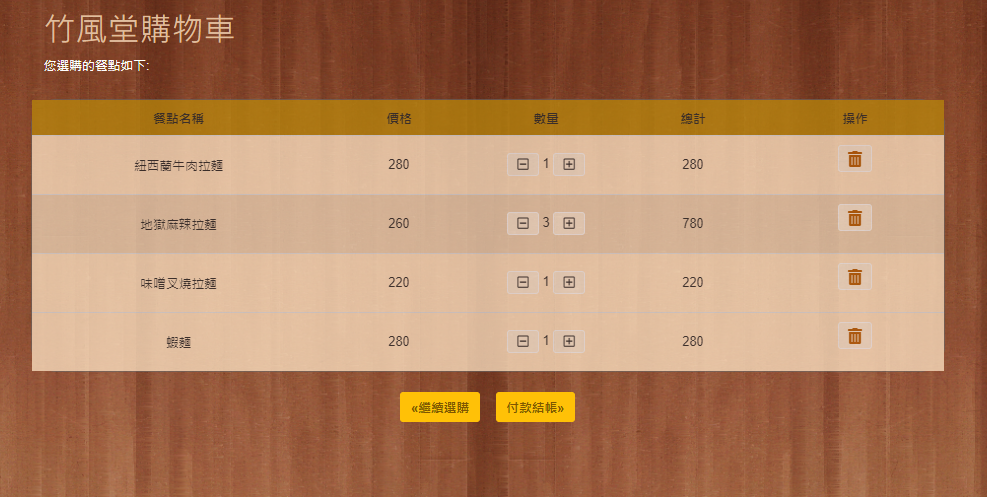 竹風堂購物車
您選購的餐點如下:
餐點名稱 價格 數量 總計 操作
紐西蘭牛肉拉麵 280 1 280
地獄麻辣拉麵 260 3 780
味噌叉燒拉麵 220 1 220
蝦麵 280 1 280
«繼續選購 付款結帳»